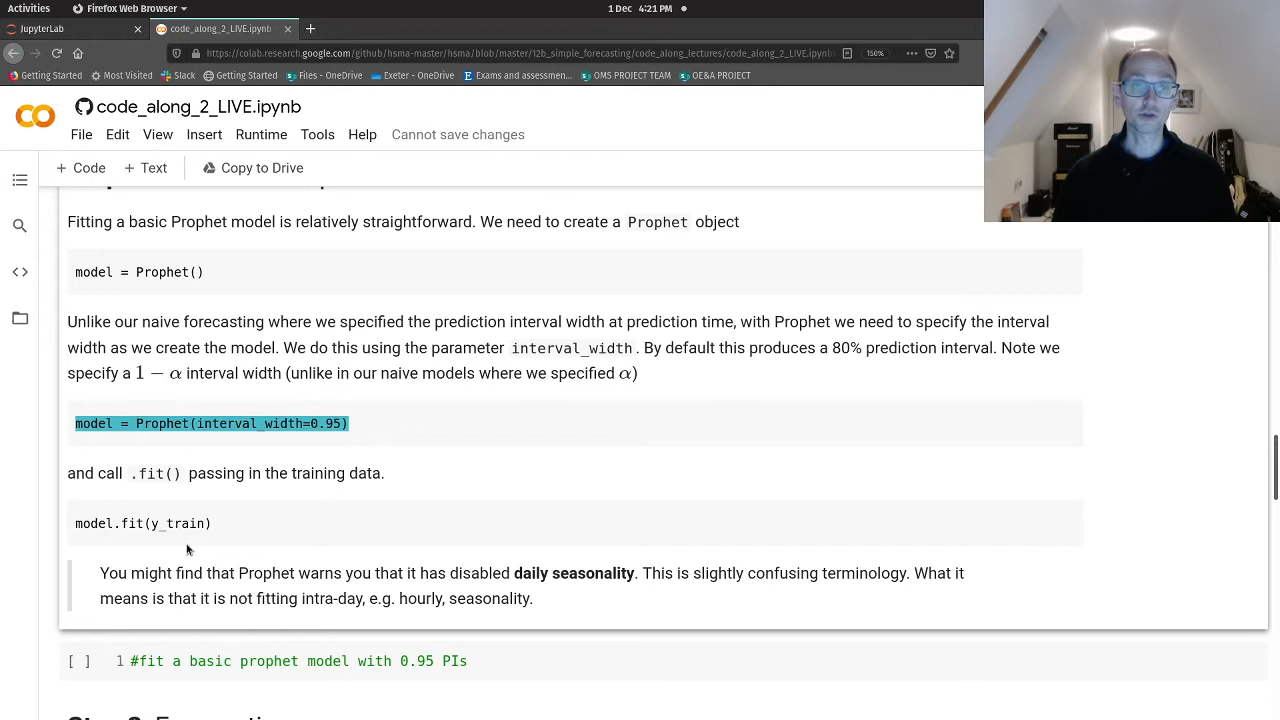 Activities
Firefox Web Browser
1 Dec 4:21 PM
JupyterLab
code_along_2_LIVE.ipynb
https://colab.research.google.com/github/hsma-master/hsma/blob/master/12b_simple_forecasting/code_along_lectures/code_along_2_LIVE.ipynb
150%
Getting Started
Most Visited
Slack
Getting Started
Files - OneDrive
Exeter - OneDrive
Exams and assessmen...
OMS PROJECT TEAM
OE&A PROJECT
code_along_2_LIVE.ipynb
File Edit View Insert Runtime Tools Help Cannot save changes
+ Code + Text Copy to Drive
Fitting a basic Prophet model is relatively straightforward. We need to create a Prophet object
model = Prophet()
Unlike our naive forecasting where we specified the prediction interval width at prediction time, with Prophet we need to specify the interval
width as we create the model. We do this using the parameter interval_width. By default this produces a 80% prediction interval. Note we
specify a 1 − α interval width (unlike in our naive models where we specified α)
model = Prophet(interval_width=0.95)
and call .fit() passing in the training data.
model.fit(y_train)
You might find that Prophet warns you that it has disabled daily seasonality. This is slightly confusing terminology. What it
means is that it is not fitting intra-day, e.g. hourly, seasonality.
[ ] 1 #fit a basic prophet model with 0.95 PIs